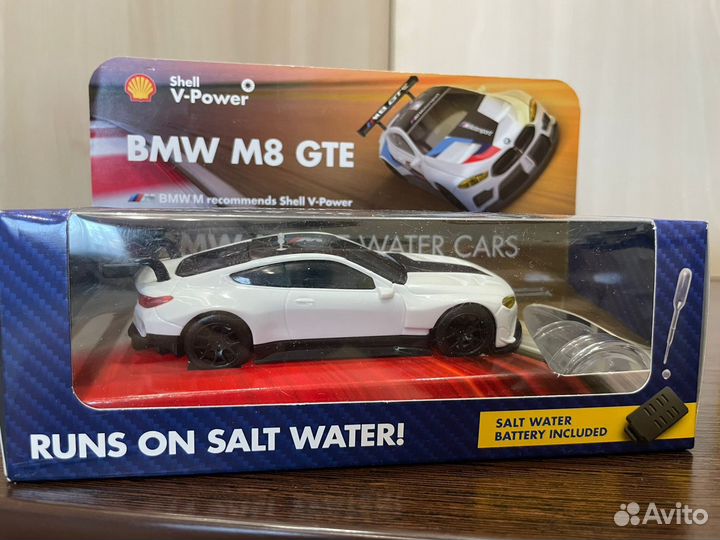 Shell
V-Power
BMW M8 GTE
BMW M recommends Shell V-Power
WATER CARS
RUNS ON SALT WATER!
SALT WATER
BATTERY INCLUDED
Avito